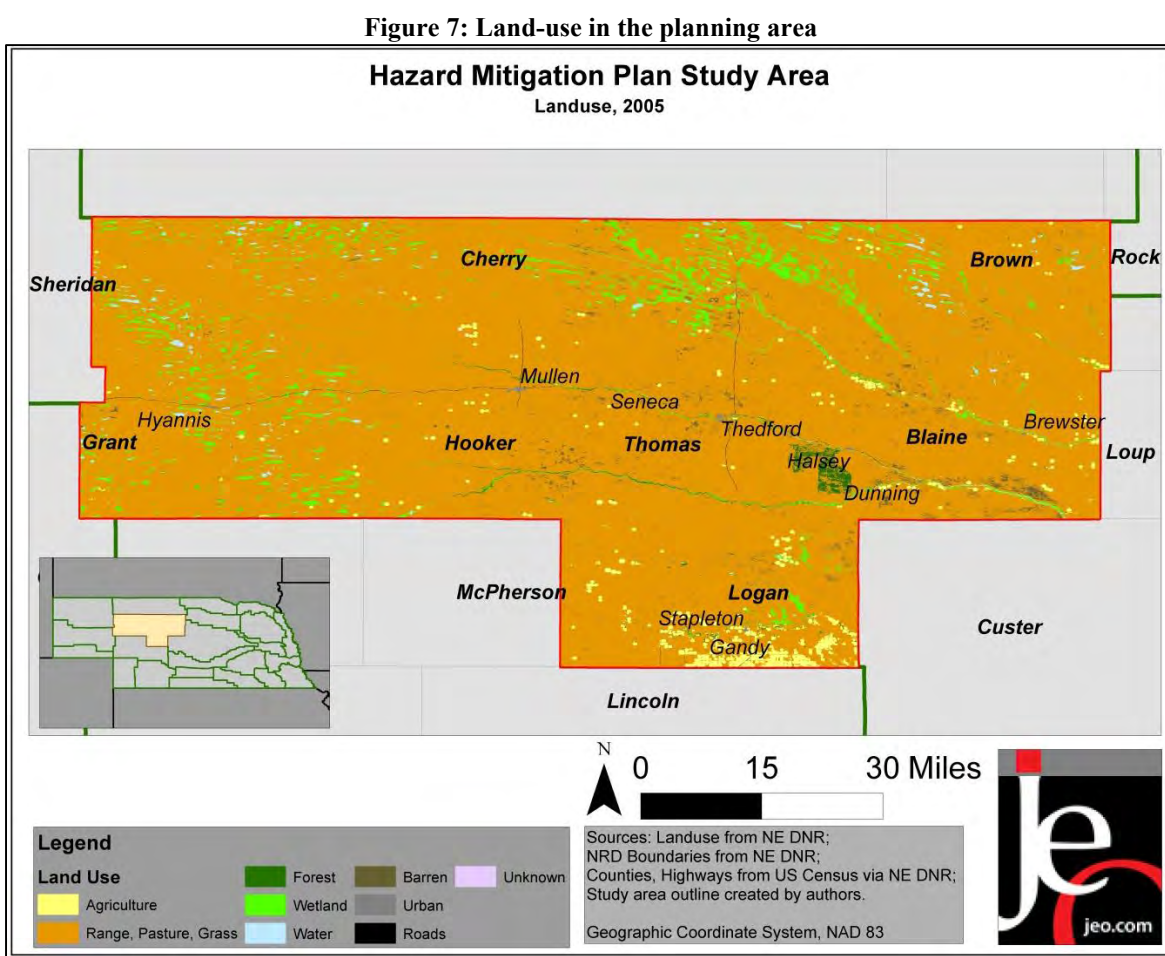 Figure 7: Land-use in the planning area
Hazard Mitigation Plan Study Area
Landuse, 2005
Cherry
Brown
Rock
Sheridan
Mullen
Seneca
Hyannis
Thedford
Brewster
Grant
Hooker
Thomas
Blaine
Loup
Halsey
Dunning
McPherson
Logan
Stapleton
Custer
Gandy
Lincoln
N
0 15 30 Miles
Legend
Land Use
Agriculture
Range, Pasture, Grass
Forest
Wetland
Water
Barren
Urban
Roads
Unknown
Sources: Landuse from NE DNR;
NRD Boundaries from NE DNR;
Counties, Highways from US Census via NE DNR;
Study area outline created by authors.
Geographic Coordinate System, NAD 83
jeo
jeo.com